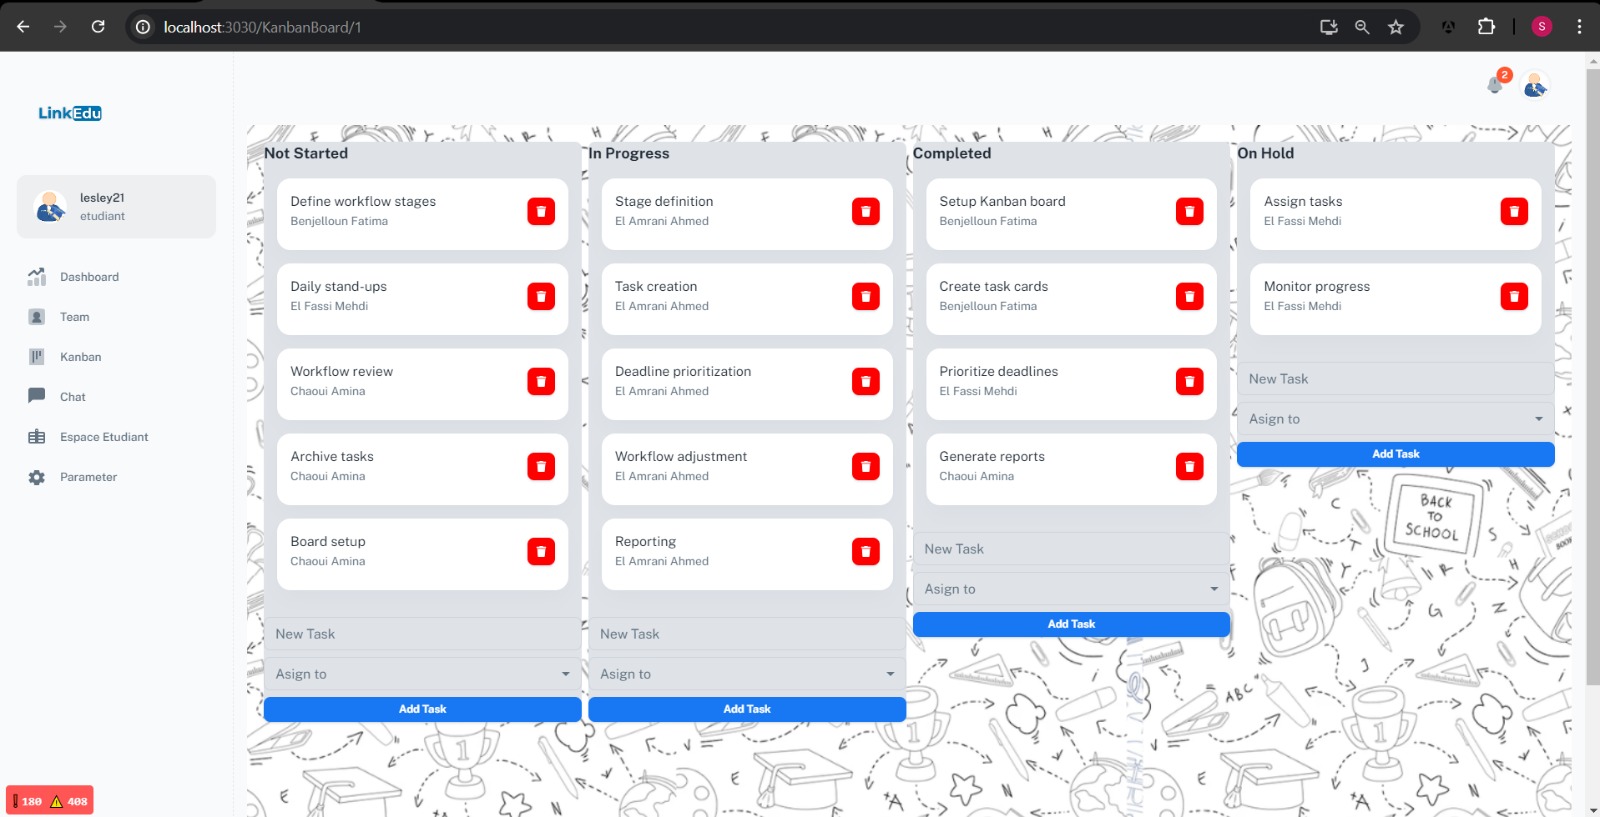 localhost:3030/KanbanBoard/1
S
2
LinkEdu
lesley21
etudiant
Dashboard
Team
Kanban
Chat
Espace Etudiant
Parameter
Not Started
Define workflow stages
Benjelloun Fatima
Daily stand-ups
El Fassi Mehdi
Workflow review
Chaoui Amina
Archive tasks
Chaoui Amina
Board setup
Chaoui Amina
New Task
Asign to
Add Task
In Progress
Stage definition
El Amrani Ahmed
Task creation
El Amrani Ahmed
Deadline prioritization
El Amrani Ahmed
Workflow adjustment
El Amrani Ahmed
Reporting
El Amrani Ahmed
New Task
Asign to
Add Task
Completed
Setup Kanban board
Benjelloun Fatima
Create task cards
Benjelloun Fatima
Prioritize deadlines
El Fassi Mehdi
Generate reports
Chaoui Amina
New Task
Asign to
Add Task
On Hold
Assign tasks
El Fassi Mehdi
Monitor progress
El Fassi Mehdi
New Task
Asign to
Add Task
BACK
TO
SCHOOL
ABC
180 408